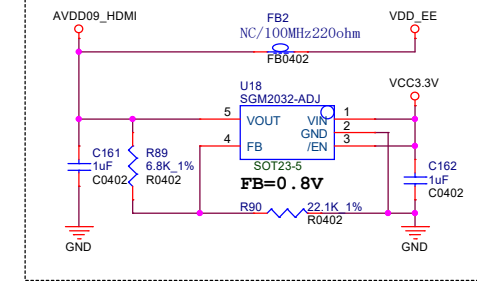 AVDD09_HDMI
FB2
VDD_EE
NC/100MHz220ohm
FB0402
VCC3.3V
U18
SGM2032-ADJ
5 VOUT VIN 1
GND 2
4 FB /EN 3
SOT23-5
FB=0.8V
C161
1uF
C0402
R89
6.8K_1%
R0402
C162
1uF
C0402
R90 22.1K_1%
R0402
GND
GND